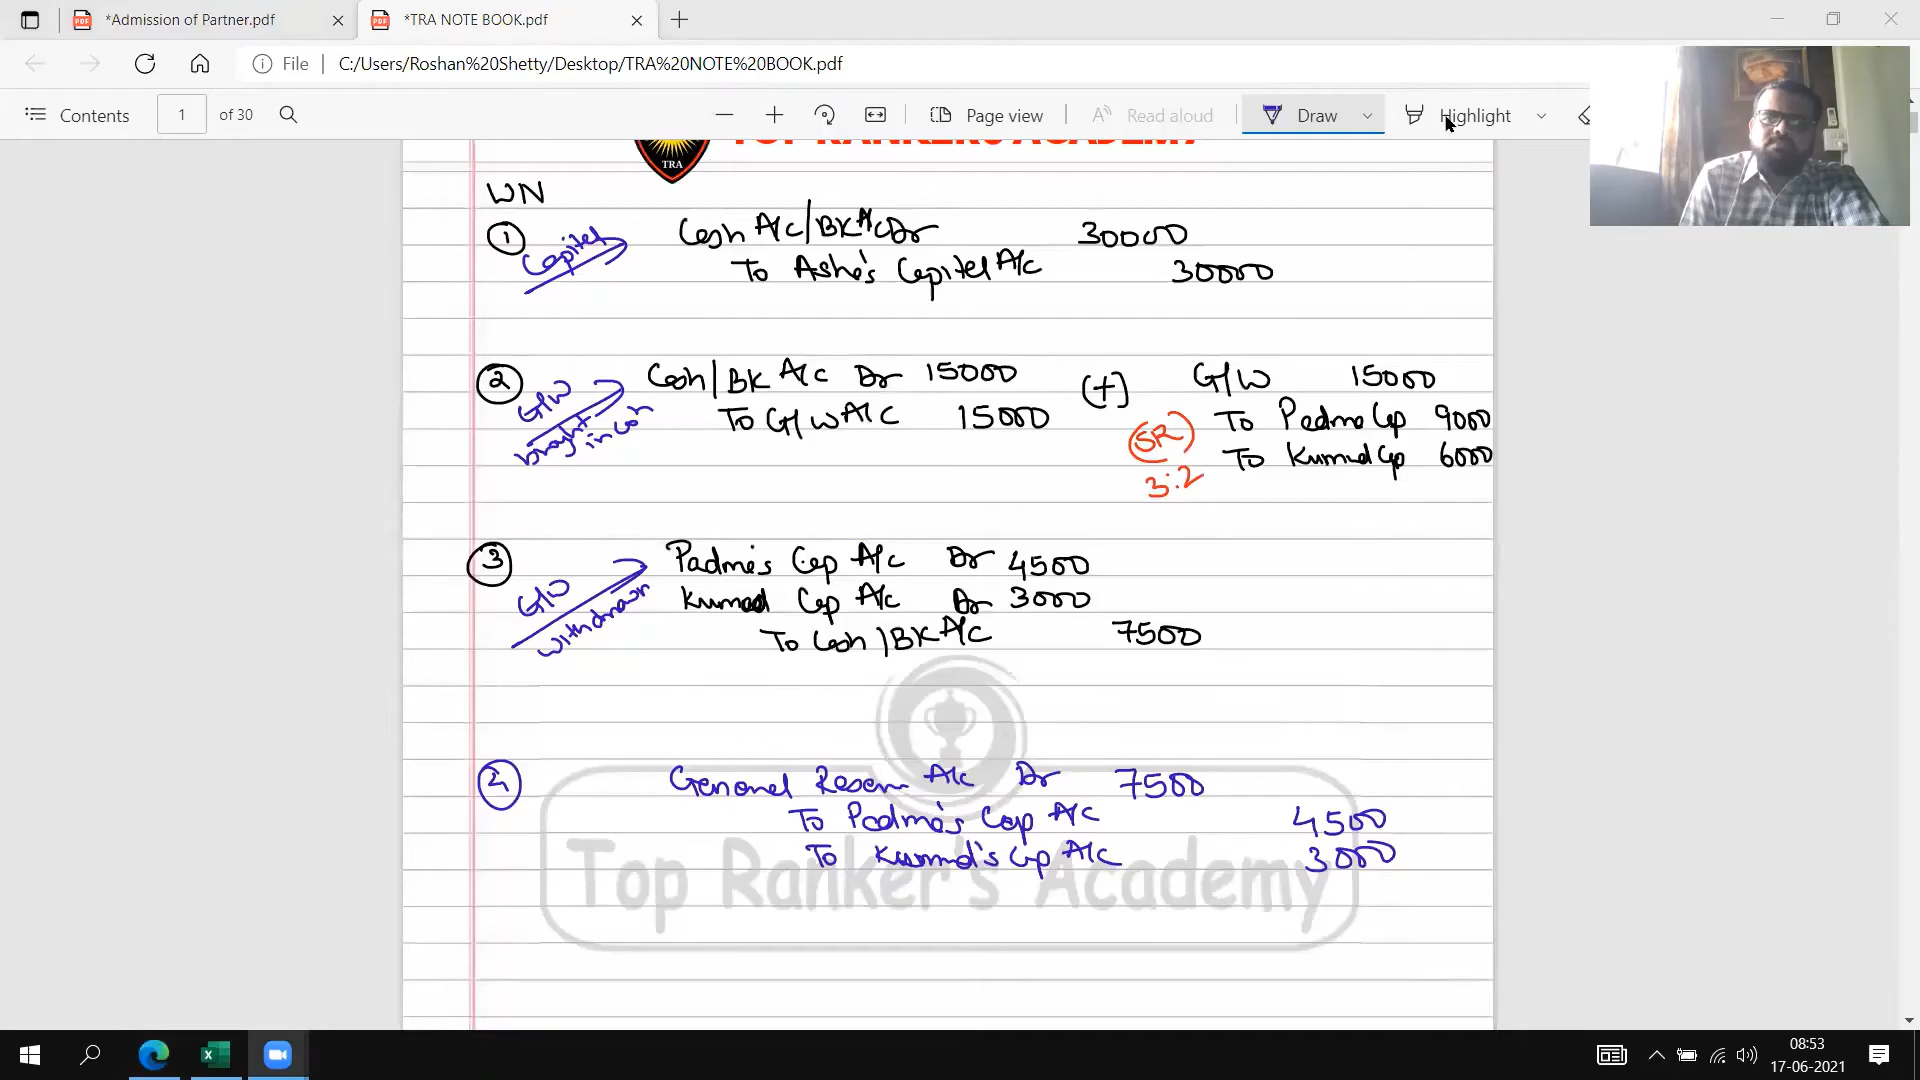 *Admission of Partner.pdf
*TRA NOTE BOOK.pdf
File
C:/Users/Roshan%20Shetty/Desktop/TRA%20NOTE%20BOOK.pdf
Contents
1 of 30
Page view
Read aloud
Draw
Highlight
TRA
TOP RANKERS ACADEMY
WN
① Capital Cash A/c/BK A/c Dr 30000
To Asha's Capital A/c 30000
② G/W brought in Cash/BK A/c Dr 15000 (+) G/W 15000
To G/W A/C 15000 To Padma Cap 9000
(SR) To Kumud Cap 6000
3:2
③ G/W withdrawn Padma's Cap A/c Dr 4500
Kumud Cap A/c Dr 3000
To Cash/BK A/c 7500
④ General Reserve A/c Dr 7500
To Padma's Cap A/c 4500
To Kumud's Cap A/c 3000
Top Ranker's Academy
08:53
17-06-2021